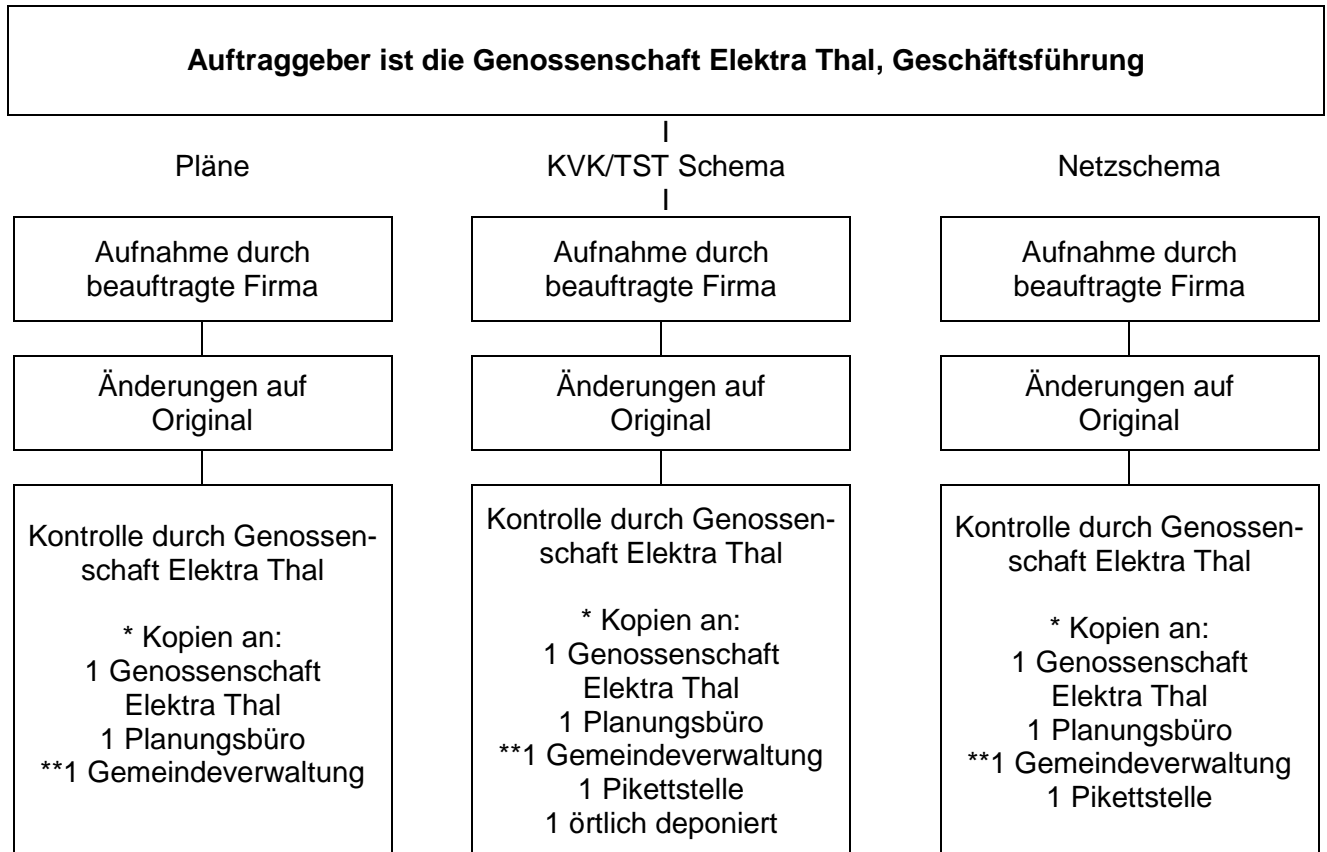 Auftraggeber ist die Genossenschaft Elektra Thal, Geschäftsführung
Pläne
Aufnahme durch
beauftragte Firma
Änderungen auf
Original
Kontrolle durch Genossen-
schaft Elektra Thal
* Kopien an:
1 Genossenschaft
Elektra Thal
1 Planungsbüro
**1 Gemeindeverwaltung
KVK/TST Schema
Aufnahme durch
beauftragte Firma
Änderungen auf
Original
Kontrolle durch Genossen-
schaft Elektra Thal
* Kopien an:
1 Genossenschaft
Elektra Thal
1 Planungsbüro
**1 Gemeindeverwaltung
1 Pikettstelle
1 örtlich deponiert
Netzschema
Aufnahme durch
beauftragte Firma
Änderungen auf
Original
Kontrolle durch Genossen-
schaft Elektra Thal
* Kopien an:
1 Genossenschaft
Elektra Thal
1 Planungsbüro
**1 Gemeindeverwaltung
1 Pikettstelle